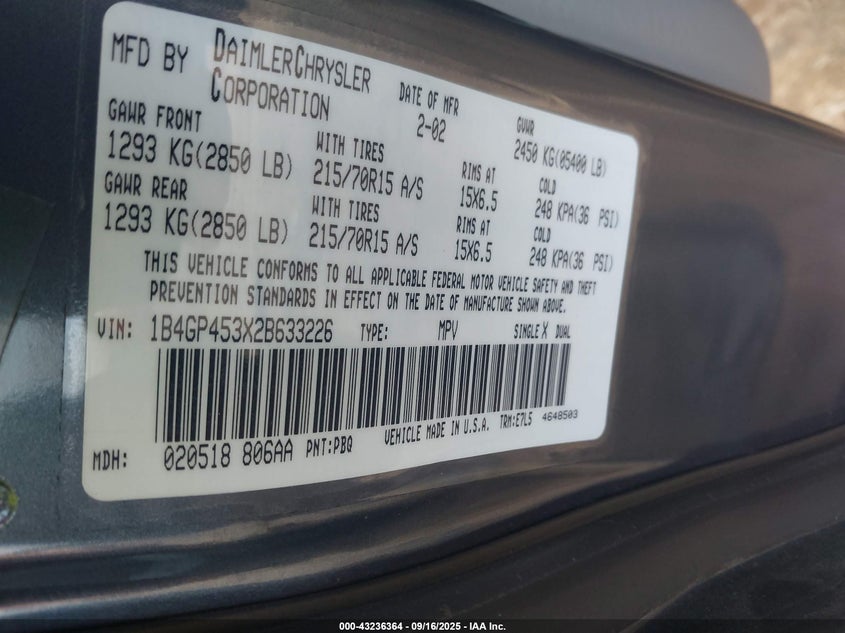 MFD BY DAIMLERCHRYSLER CORPORATION
DATE OF MFR 2-02
GVWR 2450 KG(05400 LB)
GAWR FRONT 1293 KG(2850 LB)
WITH TIRES 215/70R15 A/S
RIMS AT 15X6.5
COLD 248 KPA(36 PSI)
GAWR REAR 1293 KG(2850 LB)
WITH TIRES 215/70R15 A/S
RIMS AT 15X6.5
COLD 248 KPA(36 PSI)
THIS VEHICLE CONFORMS TO ALL APPLICABLE FEDERAL MOTOR VEHICLE SAFETY AND THEFT
PREVENTION STANDARDS IN EFFECT ON THE DATE OF MANUFACTURE SHOWN ABOVE.
VIN: 1B4GP453X2B633226 TYPE: MPV SINGLE X DUAL
MDH: 020518 806AA PNT:PBQ VEHICLE MADE IN U.S.A. TRM:E7L5 4648503
000-43236364 - 09/16/2025 - IAA Inc.